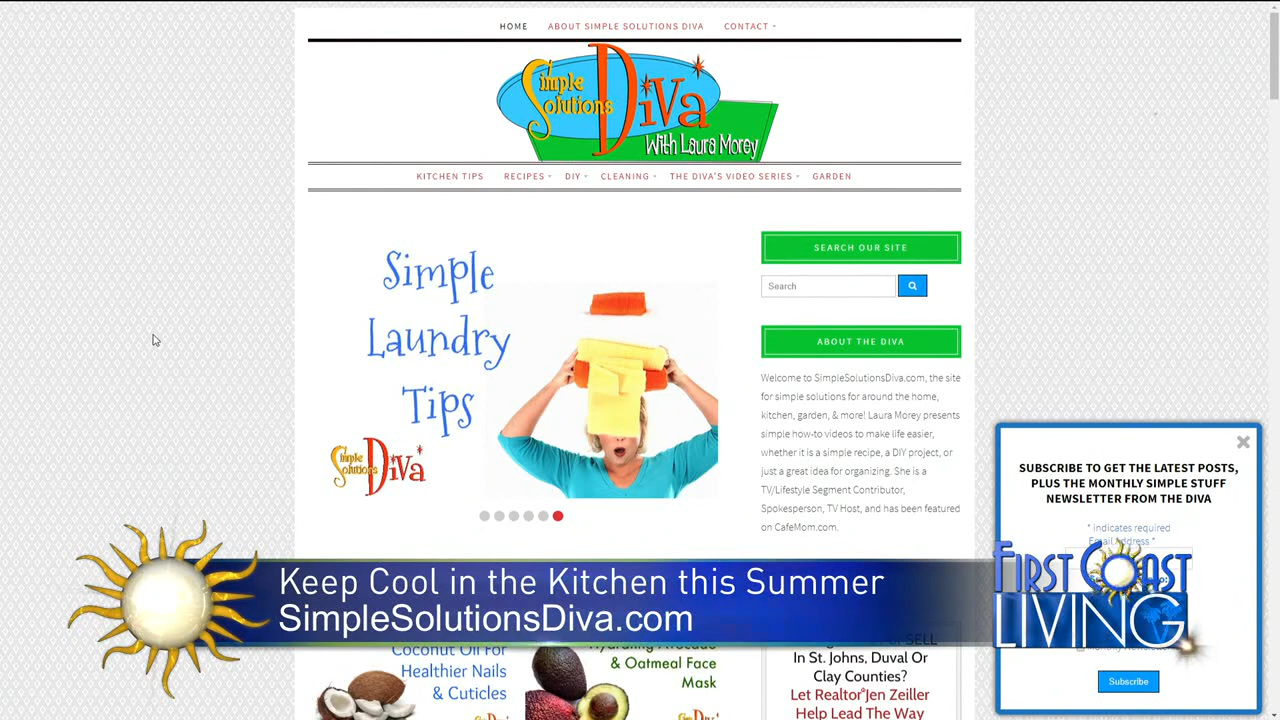 HOME ABOUT SIMPLE SOLUTIONS DIVA CONTACT
Simple
Solutions
DiVa
With Laura Morey
KITCHEN TIPS RECIPES DIY CLEANING THE DIVA'S VIDEO SERIES GARDEN
Simple
Laundry
Tips
Simple
Solutions
DiVa
SEARCH OUR SITE
Search
ABOUT THE DIVA
Welcome to SimpleSolutionsDiva.com, the site
for simple solutions for around the home,
kitchen, garden, & more! Laura Morey presents
simple how-to videos to make life easier,
whether it is a simple recipe, a DIY project, or
just a great idea for organizing. She is a
TV/Lifestyle Segment Contributor,
Spokesperson, TV Host, and has been featured
on CafeMom.com.
SUBSCRIBE TO GET THE LATEST POSTS,
PLUS THE MONTHLY SIMPLE STUFF
NEWSLETTER FROM THE DIVA
* indicates required
Email Address *
FIRST COAST
LIVING
Subscribe
Keep Cool in the Kitchen this Summer
SimpleSolutionsDiva.com
Coconut Oil For
Healthier Nails
& Cuticles
Hydrating Avocado
& Oatmeal Face
Mask
SELL
In St. Johns, Duval Or
Clay Counties?
Let Realtor® Jen Zeiller
Help Lead The Way